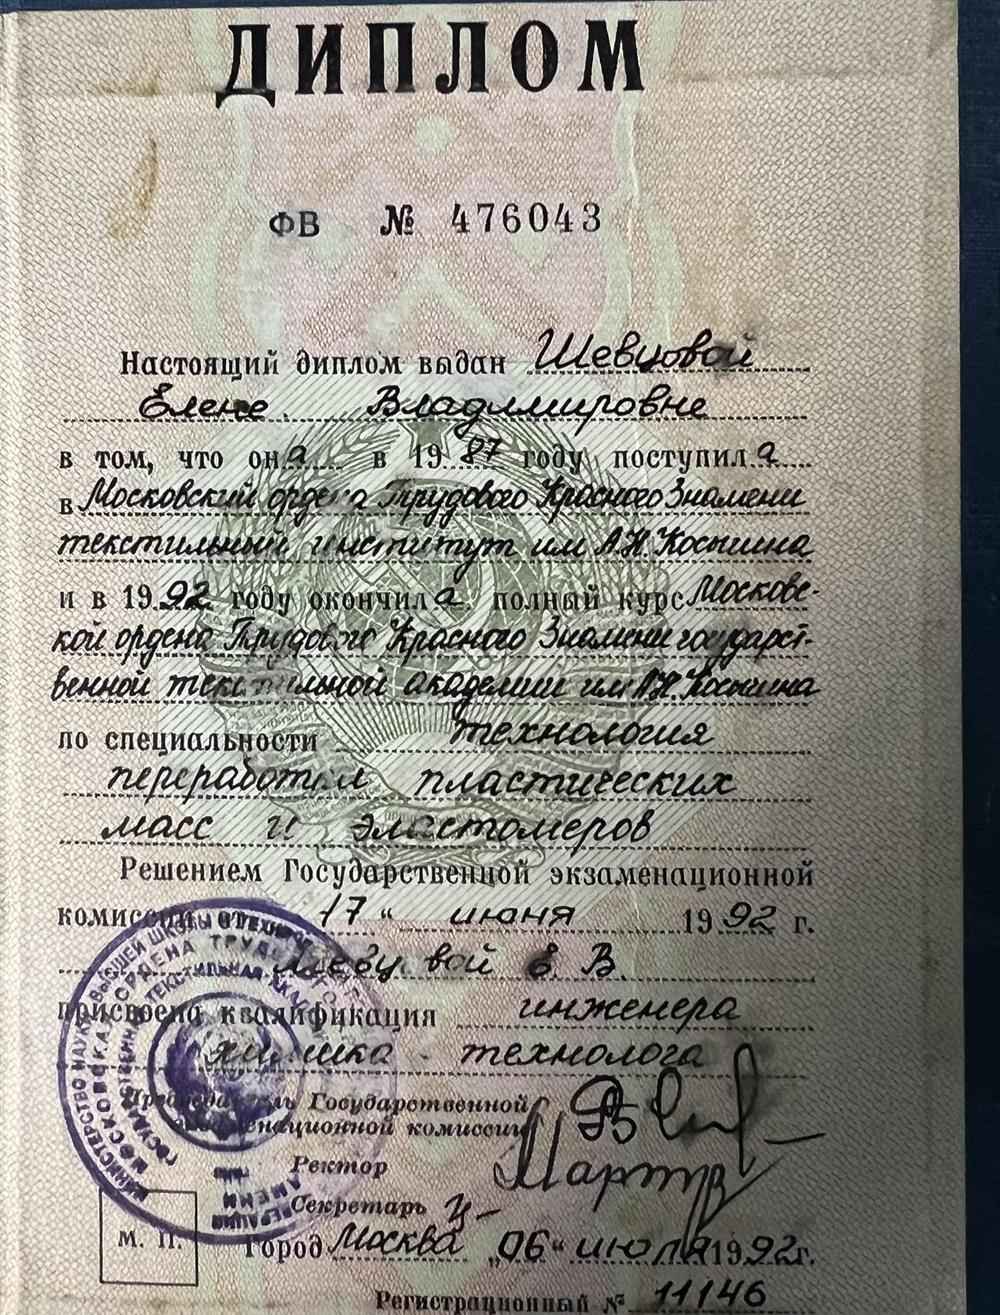 ДИПЛОМ
ФВ № 476043
Настоящий диплом выдан Шевцовой
Елене Владимировне
в том, что она в 1987 году поступила
в Московский ордена Трудового Красного Знамени
текстильный институт им А.Н. Косыгина
и в 1992 году окончила полный курс Московс-
кой ордена Трудового Красного Знамени государст-
венной текстильной академии им А.Н. Косыгина
по специальности технология
переработки пластических
масс и эластомеров
Решением Государственной экзаменационной
комиссии от „17“ июня 1992 г.
Шевцовой Е. В.
присвоена квалификация инженера
химика - технолога
Председатель Государственной
экзаменационной комиссии
Ректор
Секретарь
М. П.
Город Москва „06“ июля 1992 г.
Регистрационный № 11146